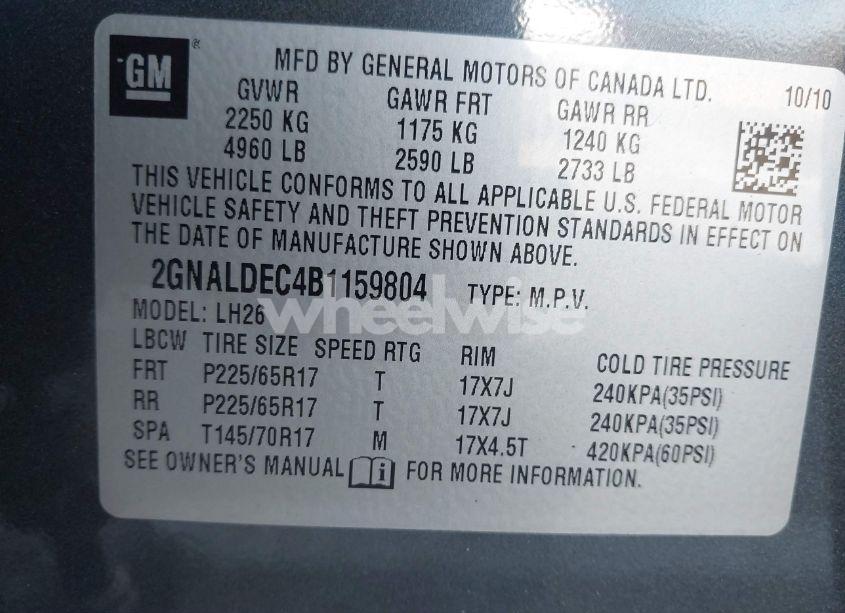 GM®
MFD BY GENERAL MOTORS OF CANADA LTD. 10/10
GVWR GAWR FRT GAWR RR
2250 KG 1175 KG 1240 KG
4960 LB 2590 LB 2733 LB
THIS VEHICLE CONFORMS TO ALL APPLICABLE U.S. FEDERAL MOTOR
VEHICLE SAFETY AND THEFT PREVENTION STANDARDS IN EFFECT ON
THE DATE OF MANUFACTURE SHOWN ABOVE.
2GNALDEC4B1159804 TYPE: M.P.V.
wheelwise
MODEL: LH26
LBCW TIRE SIZE SPEED RTG RIM COLD TIRE PRESSURE
FRT P225/65R17 T 17X7J 240KPA(35PSI)
RR P225/65R17 T 17X7J 240KPA(35PSI)
SPA T145/70R17 M 17X4.5T 420KPA(60PSI)
SEE OWNER'S MANUAL i FOR MORE INFORMATION.